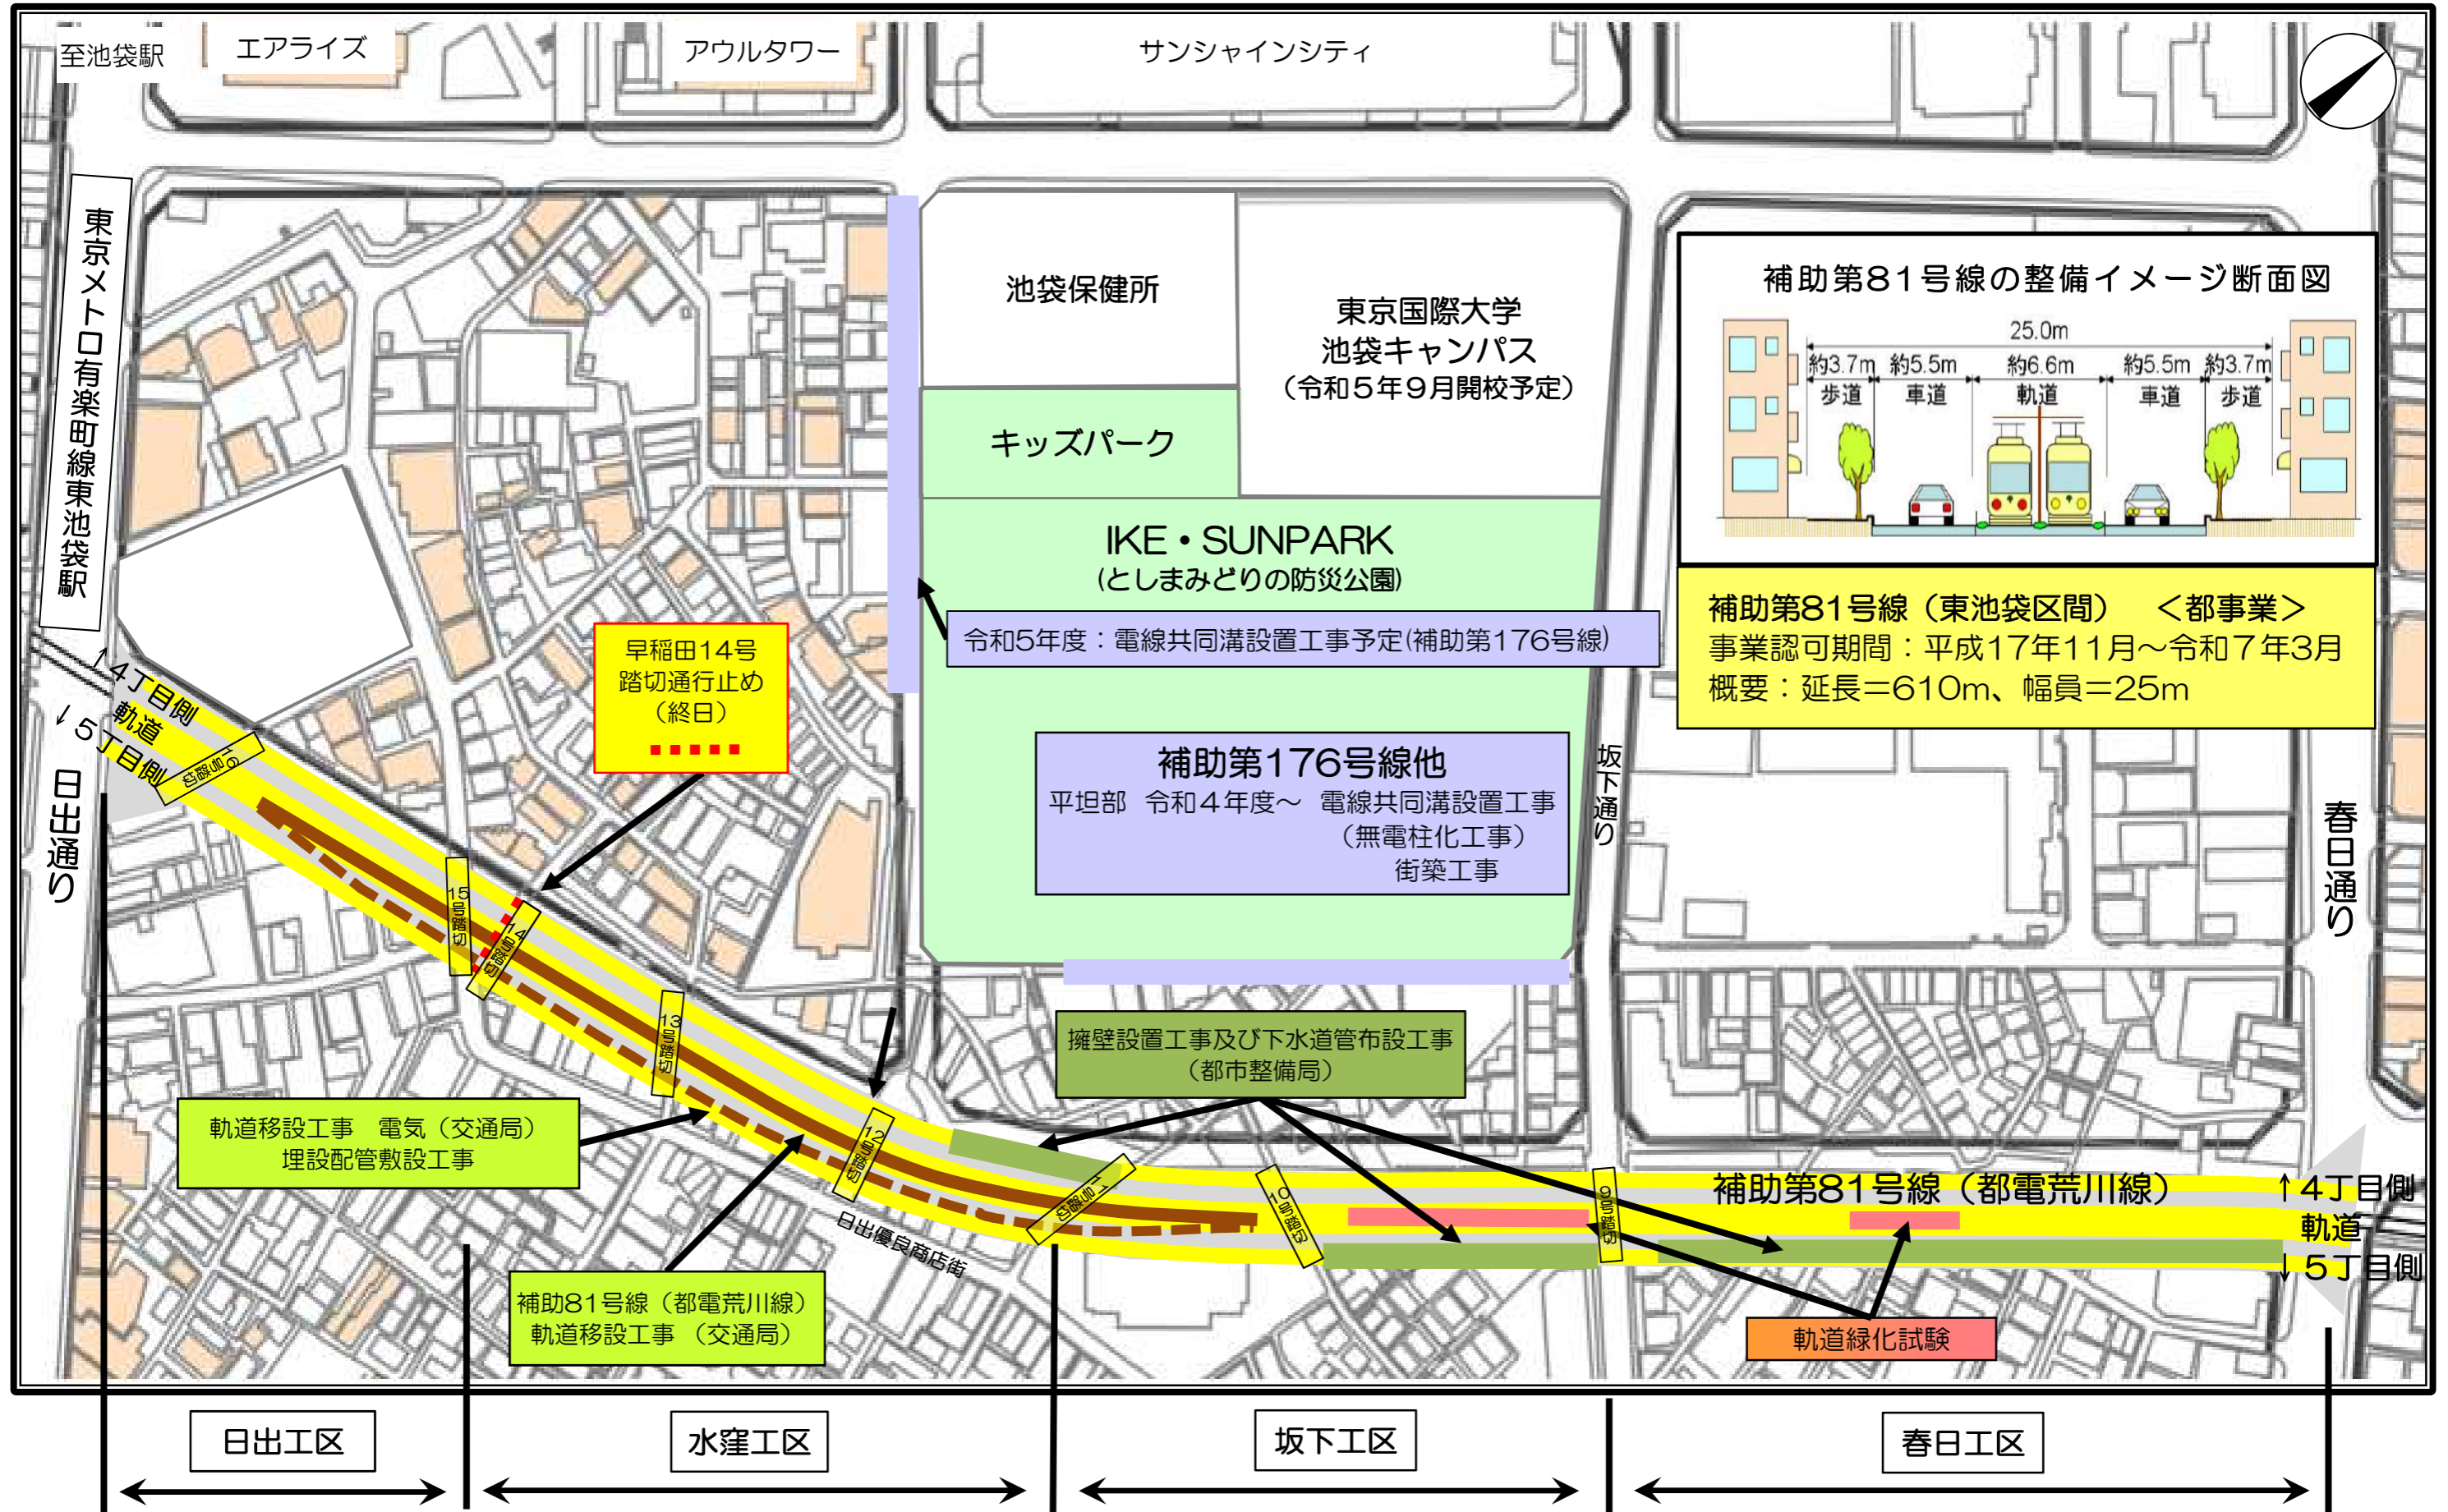 至池袋駅
エアライズ
アウルタワー
サンシャインシティ
東京メトロ有楽町線東池袋駅
池袋保健所
東京国際大学
池袋キャンパス
（令和５年９月開校予定）
キッズパーク
IKE・SUNPARK
(としまみどりの防災公園)
令和5年度：電線共同溝設置工事予定(補助第176号線)
補助第176号線他
平坦部 令和４年度～ 電線共同溝設置工事
（無電柱化工事）
街築工事
補助第81号線の整備イメージ断面図
25.0m
約3.7m 約5.5m 約6.6m 約5.5m 約3.7m
歩道 車道 軌道 車道 歩道
補助第81号線（東池袋区間） ＜都事業＞
事業認可期間：平成17年11月～令和７年3月
概要：延長＝610m、幅員＝25m
早稲田14号
踏切通行止め
（終日）
↑４丁目側
軌道
↓５丁目側
日出通り
坂下通り
春日通り
16号踏切
15号踏切
14号踏切
13号踏切
12号踏切
11号踏切
10号踏切
9号踏切
擁壁設置工事及び下水道管布設工事
（都市整備局）
軌道移設工事 電気（交通局）
埋設配管敷設工事
日出優良商店街
補助81号線（都電荒川線）
軌道移設工事 （交通局）
補助第81号線（都電荒川線）
↑４丁目側
軌道
↓５丁目側
軌道緑化試験
日出工区
水窪工区
坂下工区
春日工区